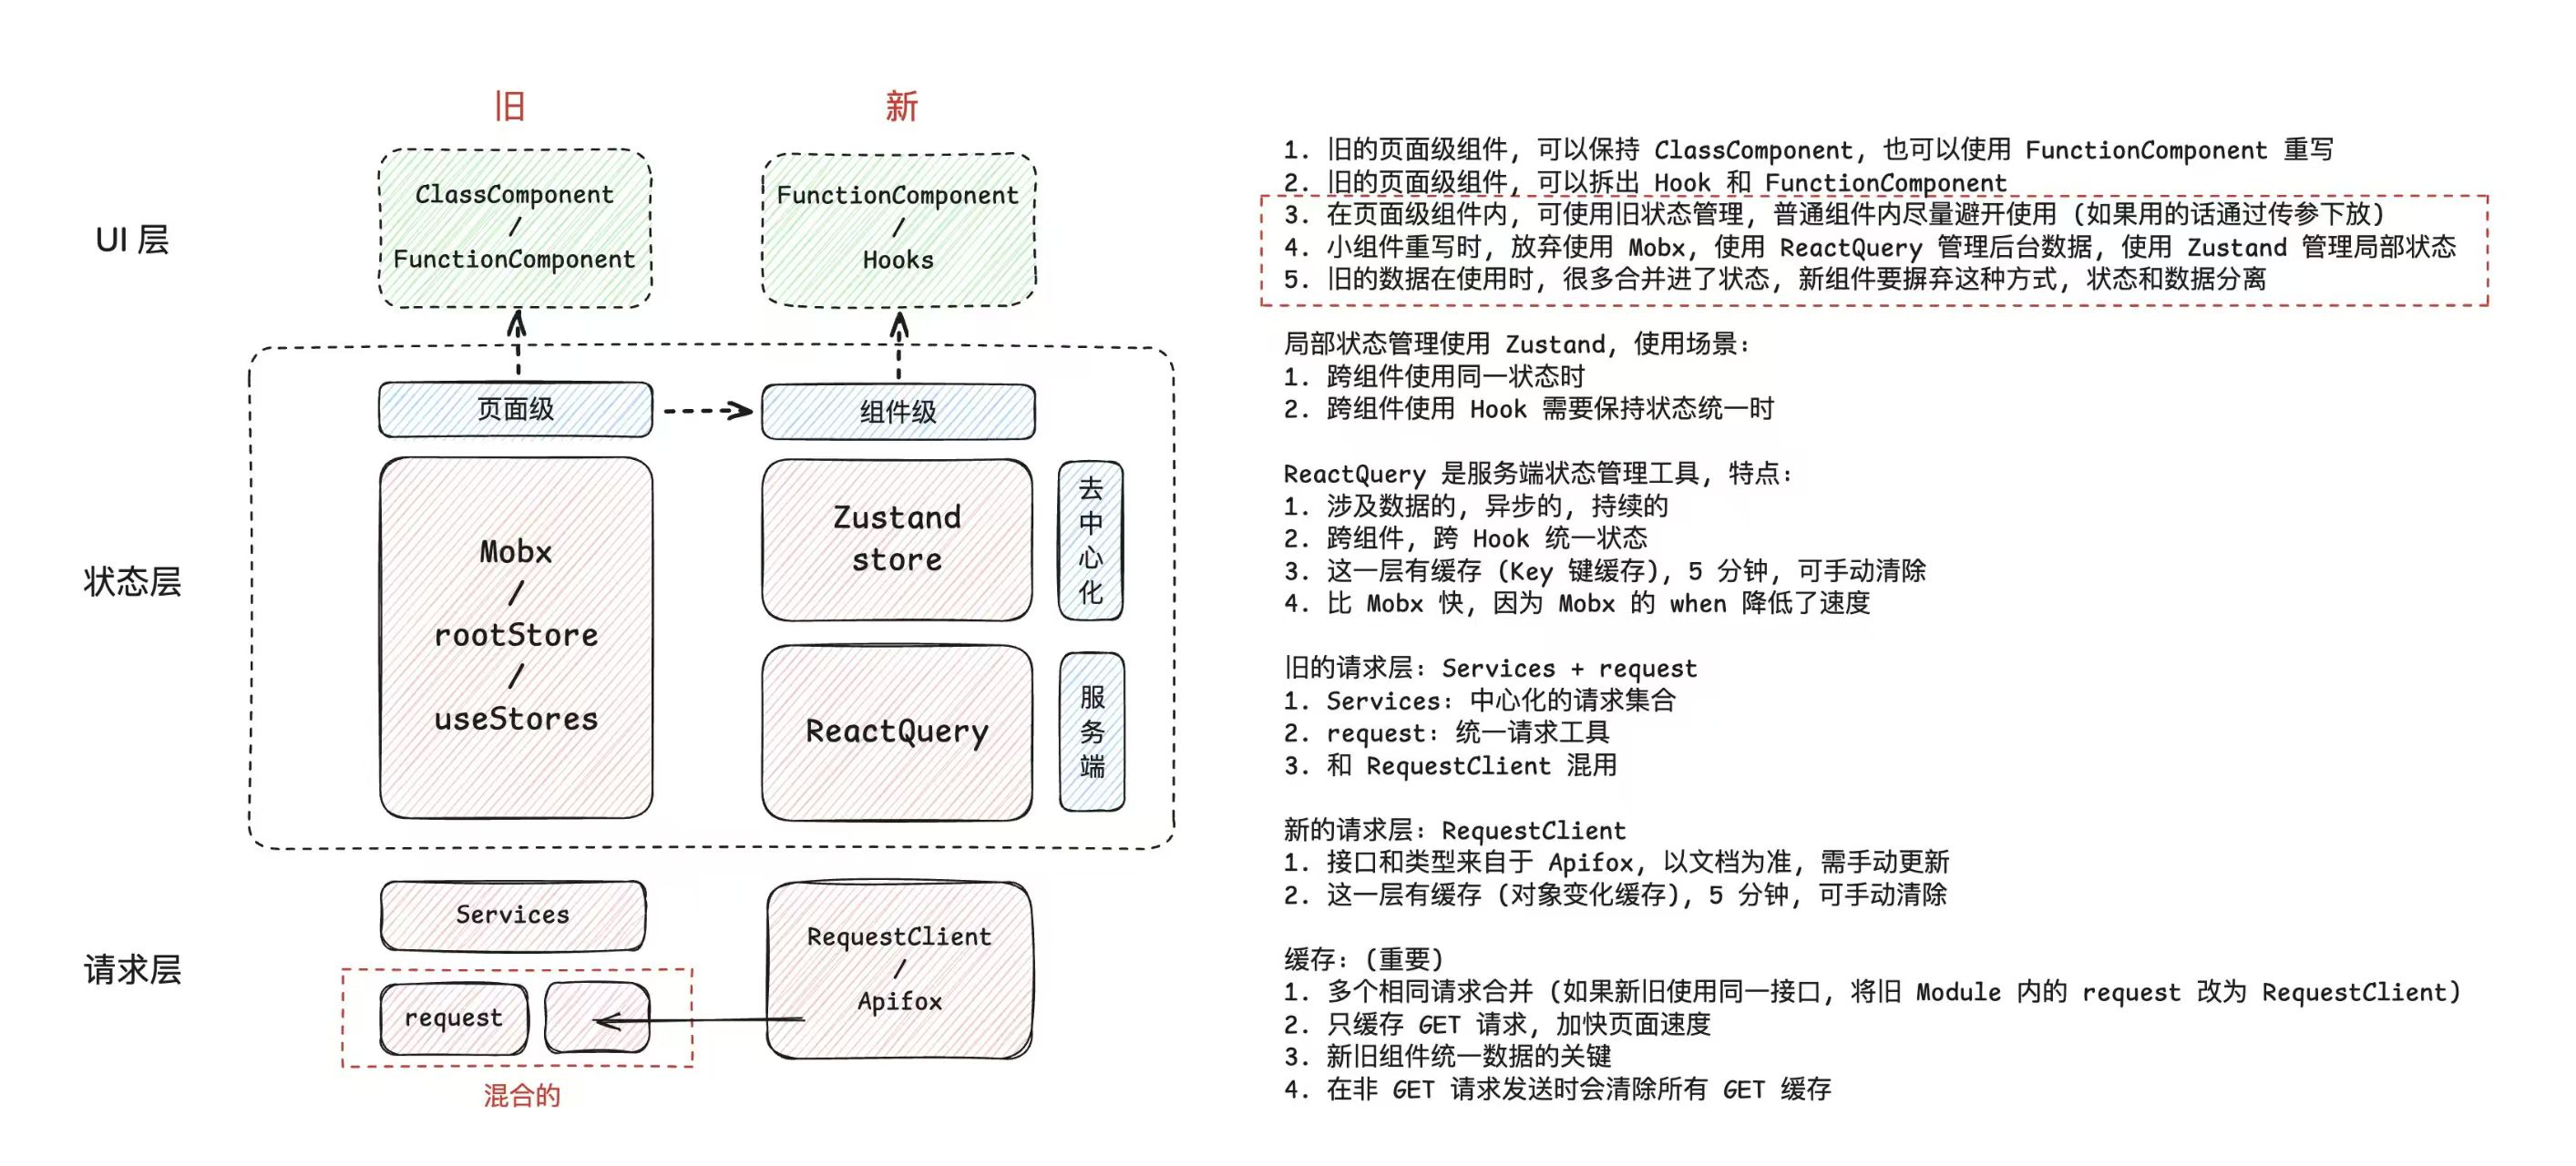 旧
新
UI 层
ClassComponent
/
FunctionComponent
FunctionComponent
/
Hooks
状态层
页面级
组件级
Mobx
/
rootStore
/
useStores
Zustand
store
去
中
心
化
ReactQuery
服
务
端
请求层
Services
request
混合的
RequestClient
/
Apifox
1. 旧的页面级组件, 可以保持 ClassComponent, 也可以使用 FunctionComponent 重写
2. 旧的页面级组件, 可以拆出 Hook 和 FunctionComponent
3. 在页面级组件内, 可使用旧状态管理, 普通组件内尽量避开使用 (如果用的话通过传参下放)
4. 小组件重写时, 放弃使用 Mobx, 使用 ReactQuery 管理后台数据, 使用 Zustand 管理局部状态
5. 旧的数据在使用时, 很多合并进了状态, 新组件要摒弃这种方式, 状态和数据分离
局部状态管理使用 Zustand, 使用场景:
1. 跨组件使用同一状态时
2. 跨组件使用 Hook 需要保持状态统一时
ReactQuery 是服务端状态管理工具, 特点:
1. 涉及数据的, 异步的, 持续的
2. 跨组件, 跨 Hook 统一状态
3. 这一层有缓存 (Key 键缓存), 5 分钟, 可手动清除
4. 比 Mobx 快, 因为 Mobx 的 when 降低了速度
旧的请求层: Services + request
1. Services: 中心化的请求集合
2. request: 统一请求工具
3. 和 RequestClient 混用
新的请求层: RequestClient
1. 接口和类型来自于 Apifox, 以文档为准, 需手动更新
2. 这一层有缓存 (对象变化缓存), 5 分钟, 可手动清除
缓存: (重要)
1. 多个相同请求合并 (如果新旧使用同一接口, 将旧 Module 内的 request 改为 RequestClient)
2. 只缓存 GET 请求, 加快页面速度
3. 新旧组件统一数据的关键
4. 在非 GET 请求发送时会清除所有 GET 缓存